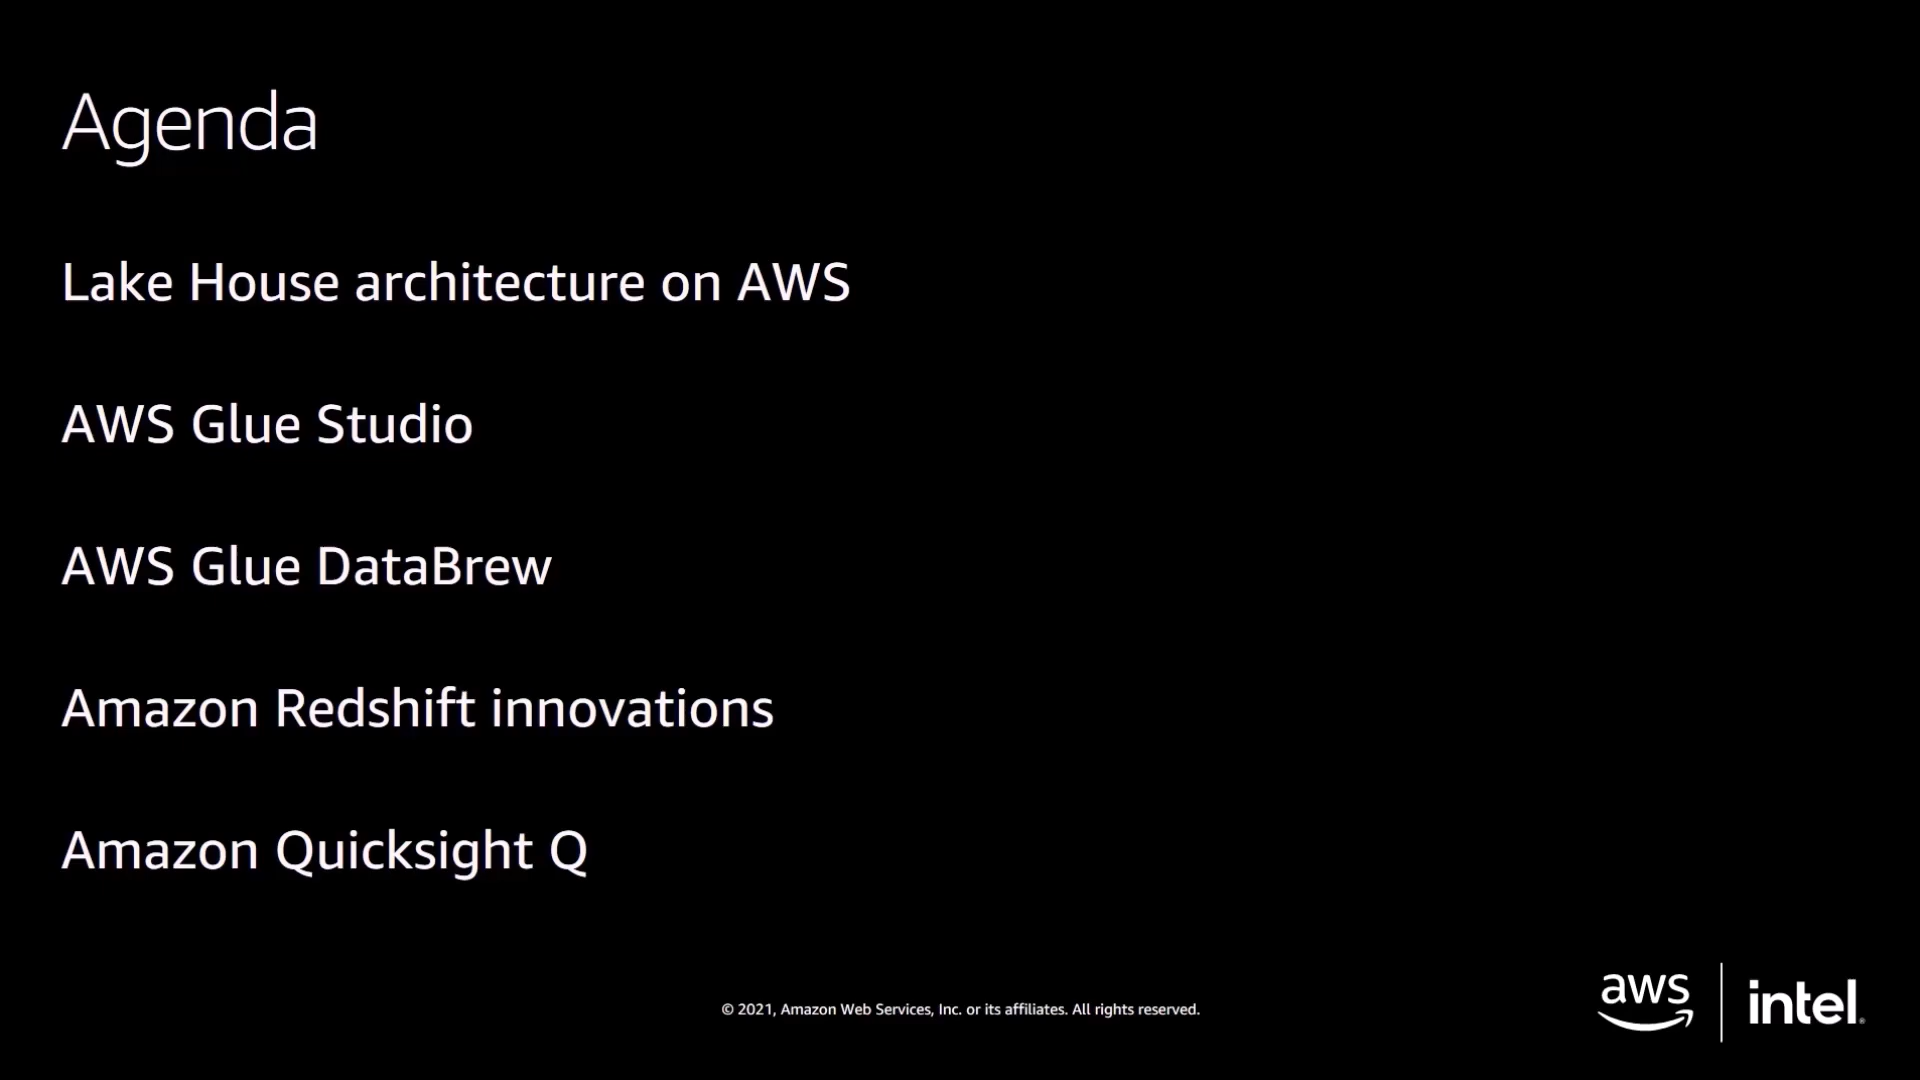 Agenda
Lake House architecture on AWS
AWS Glue Studio
AWS Glue DataBrew
Amazon Redshift innovations
Amazon Quicksight Q
© 2021, Amazon Web Services, Inc. or its affiliates. All rights reserved.
aws
intel®